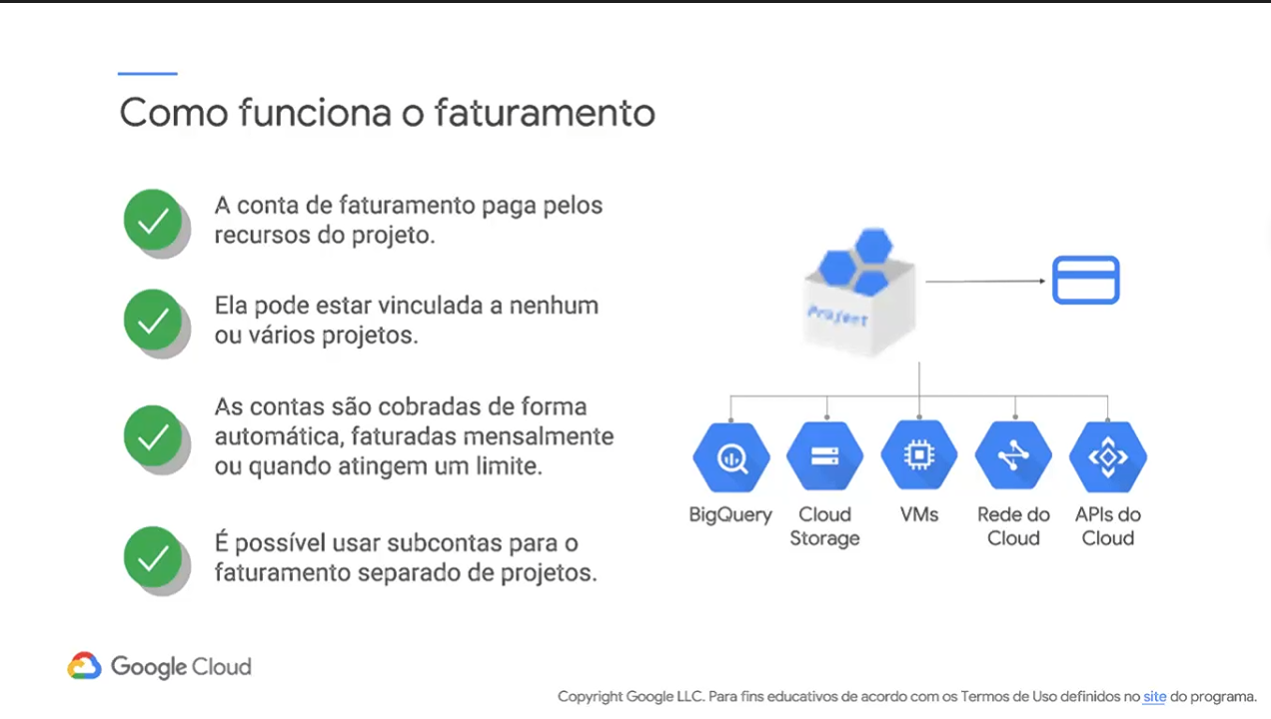 Como funciona o faturamento
A conta de faturamento paga pelos
recursos do projeto.
Ela pode estar vinculada a nenhum
ou vários projetos.
As contas são cobradas de forma
automática, faturadas mensalmente
ou quando atingem um limite.
É possível usar subcontas para o
faturamento separado de projetos.
Project
BigQuery
Cloud
Storage
VMs
Rede do
Cloud
APIs do
Cloud
Google Cloud
Copyright Google LLC. Para fins educativos de acordo com os Termos de Uso definidos no site do programa.